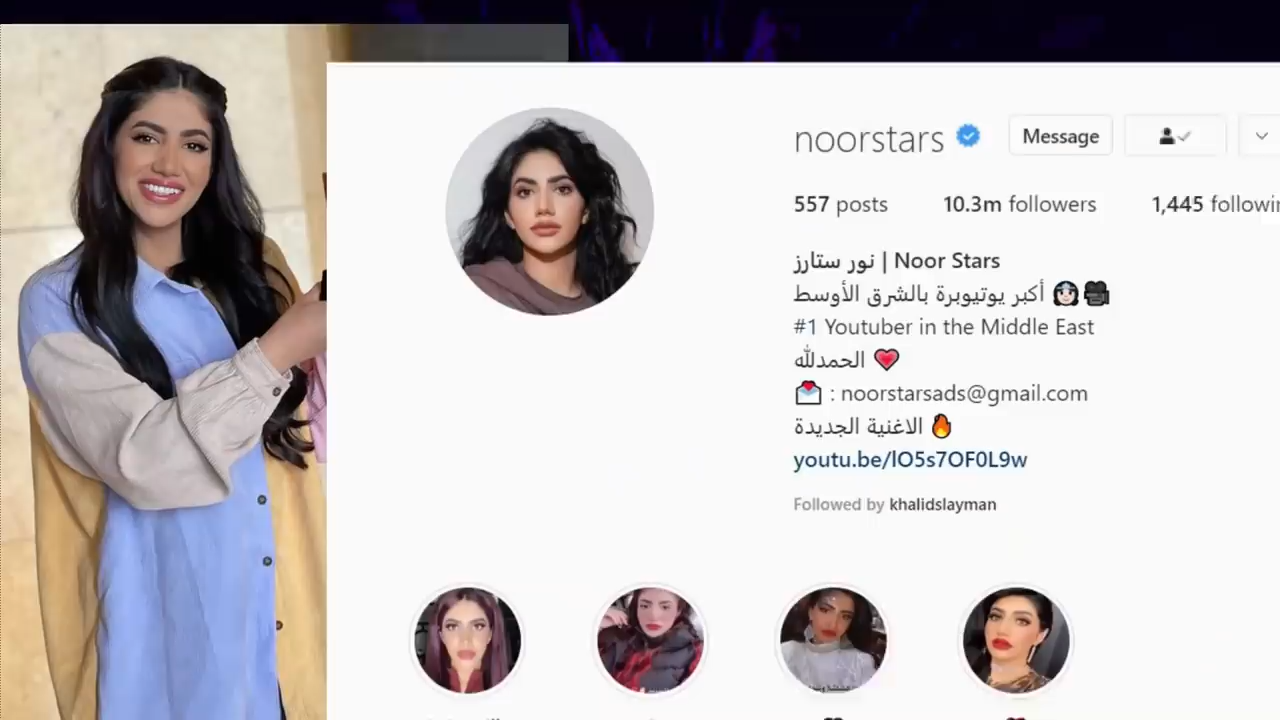 noorstars Message
557 posts 10.3m followers 1,445 followin
نور ستارز | Noor Stars
أكبر يوتيوبرة بالشرق الأوسط 👸🏻🎥
#1 Youtuber in the Middle East
الحمدلله 💗
💌 : noorstarsads@gmail.com
الاغنية الجديدة 🔥
youtu.be/lO5s7OF0L9w
Followed by khalidslayman